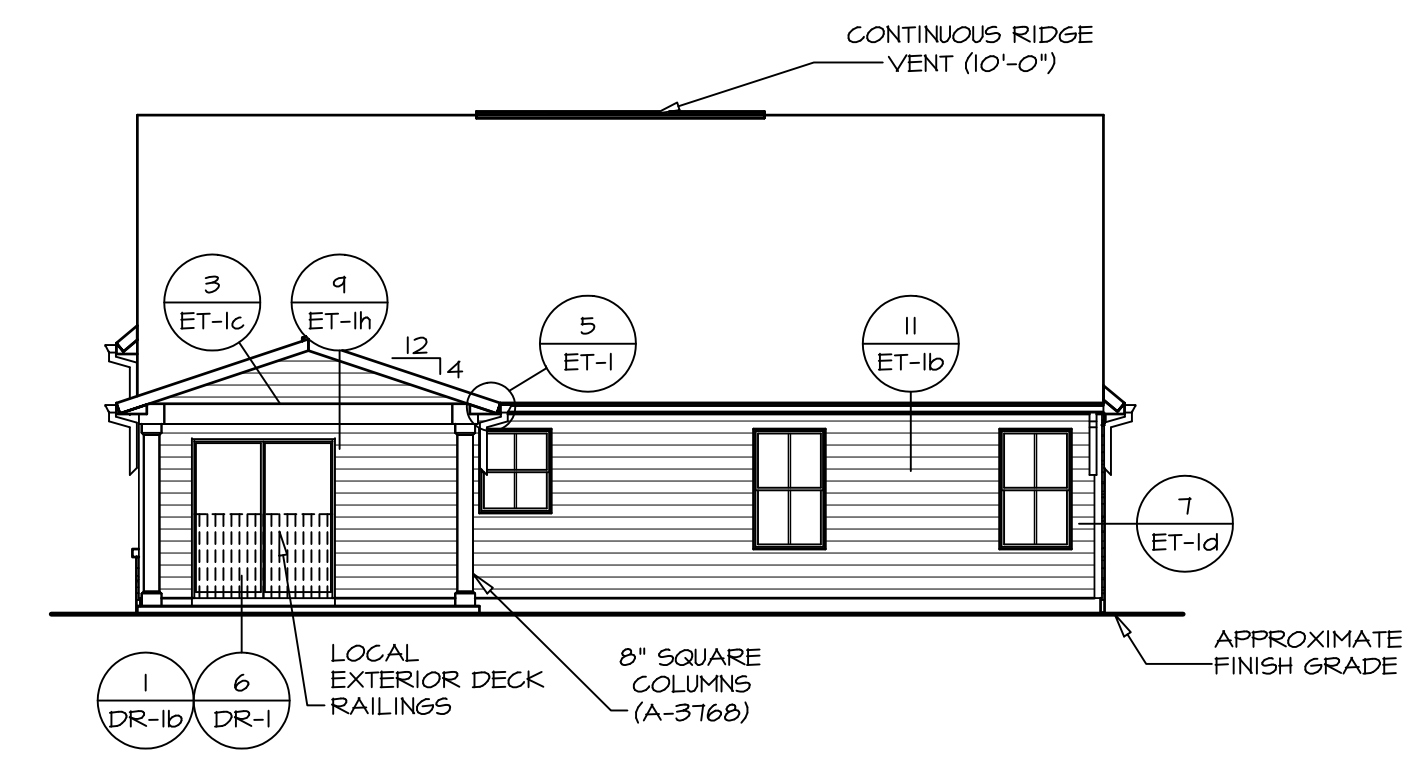 CONTINUOUS RIDGE
VENT (10'-0")
3
ET-1c
9
ET-1h
12
4
5
ET-1
11
ET-1b
7
ET-1d
1
DR-1b
6
DR-1
LOCAL
EXTERIOR DECK
RAILINGS
8" SQUARE
COLUMNS
(A-3768)
APPROXIMATE
FINISH GRADE